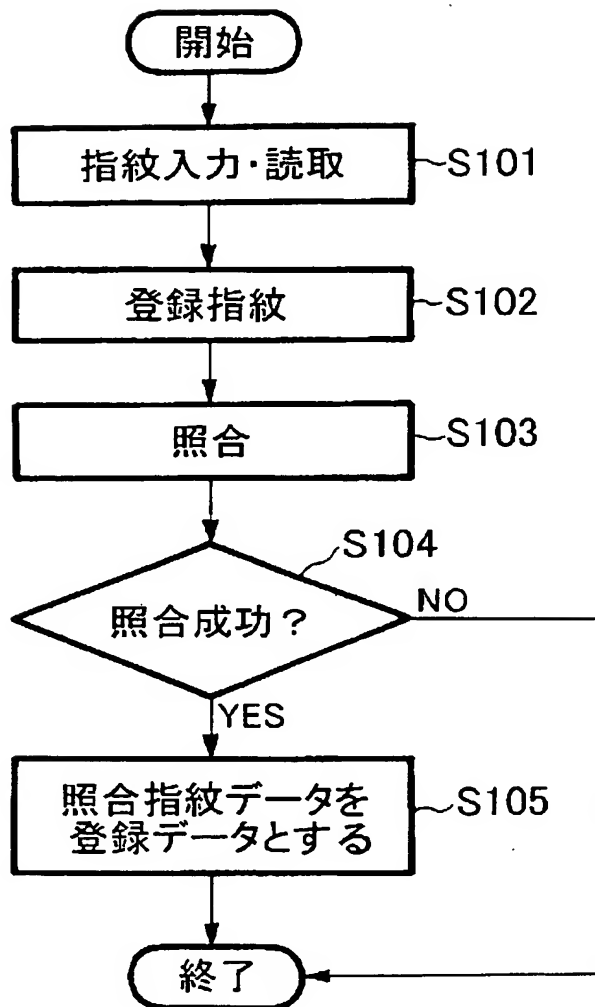 開始
指紋入力・読取
S101
登録指紋
S102
照合
S103
S104
照合成功？
NO
YES
照合指紋データを
登録データとする
S105
終了